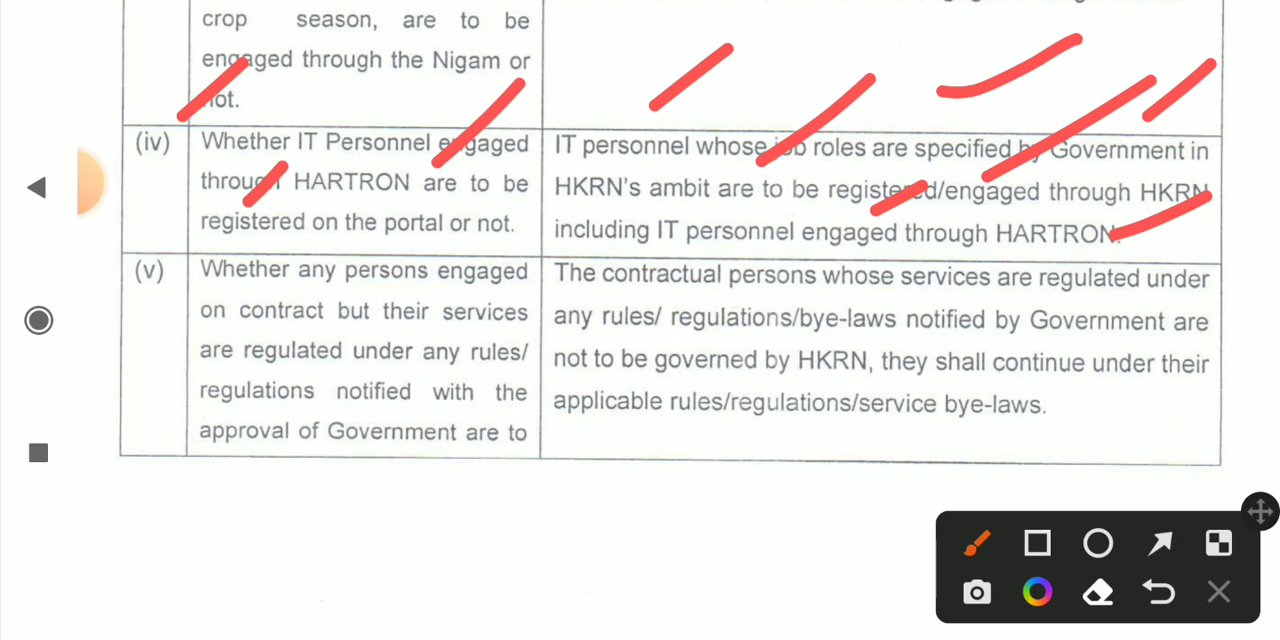 crop season, are to be
engaged through the Nigam or
not.
(iv) Whether IT Personnel engaged
through HARTRON are to be
registered on the portal or not.
IT personnel whose job roles are specified by Government in
HKRN's ambit are to be registered/engaged through HKRN
including IT personnel engaged through HARTRON.
(v) Whether any persons engaged
on contract but their services
are regulated under any rules/
regulations notified with the
approval of Government are to
The contractual persons whose services are regulated under
any rules/ regulations/bye-laws notified by Government are
not to be governed by HKRN, they shall continue under their
applicable rules/regulations/service bye-laws.